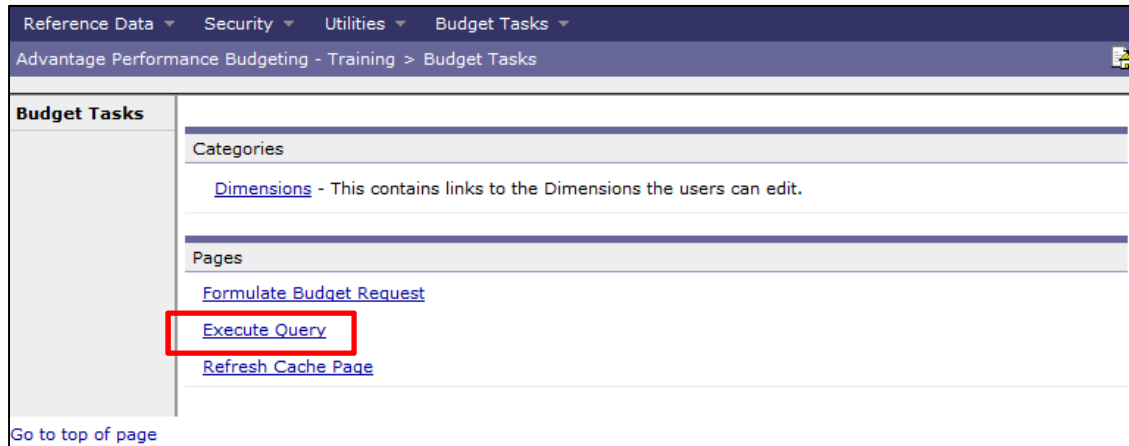 Reference Data Security Utilities Budget Tasks
Advantage Performance Budgeting - Training > Budget Tasks
Budget Tasks
Categories
Dimensions - This contains links to the Dimensions the users can edit.
Pages
Formulate Budget Request
Execute Query
Refresh Cache Page
Go to top of page